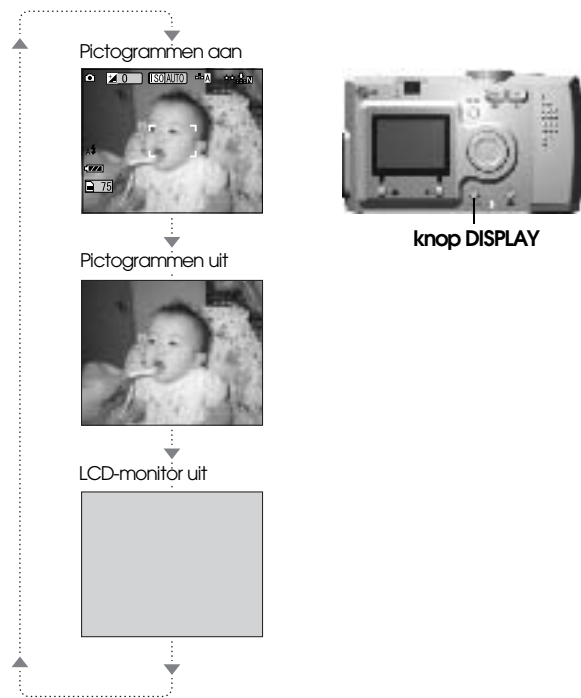 Pictogrammen aan
0 ISO AUTO A N
A
75
knop DISPLAY
Pictogrammen uit
LCD-monitor uit